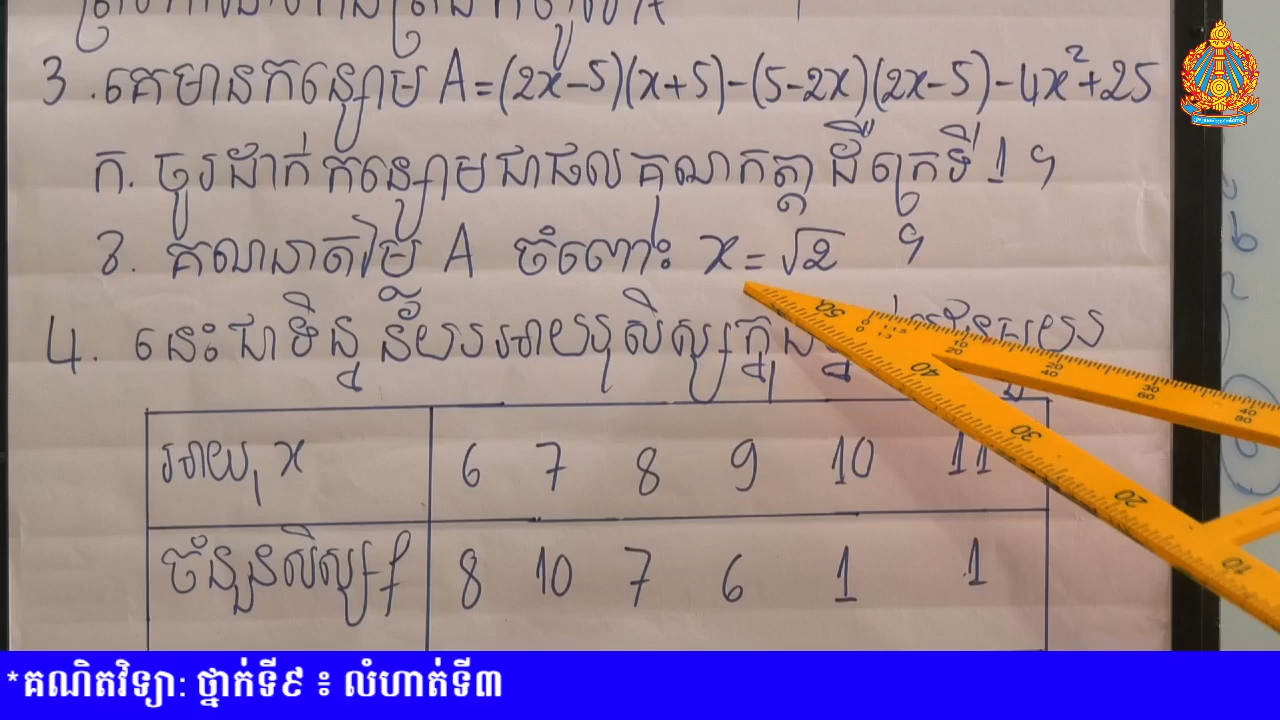 3. គេមានកន្សោម A=(2x-5)(x+5)-(5-2x)(2x-5)-4x²+25
ក. ចូរដាក់កន្សោមជាផលគុណកត្តាដឺក្រេទី 1 ។
ខ. គណនាតម្លៃ A ចំពោះ x=√2 ។
4. នេះជាទិន្នន័យអាយុសិស្សក្នុង
អាយុ x 6 7 8 9 10 11
ចំនួនសិស្ស f 8 10 7 6 1 1
*គណិតវិទ្យា: ថ្នាក់ទី៩ ៖ លំហាត់ទី៣